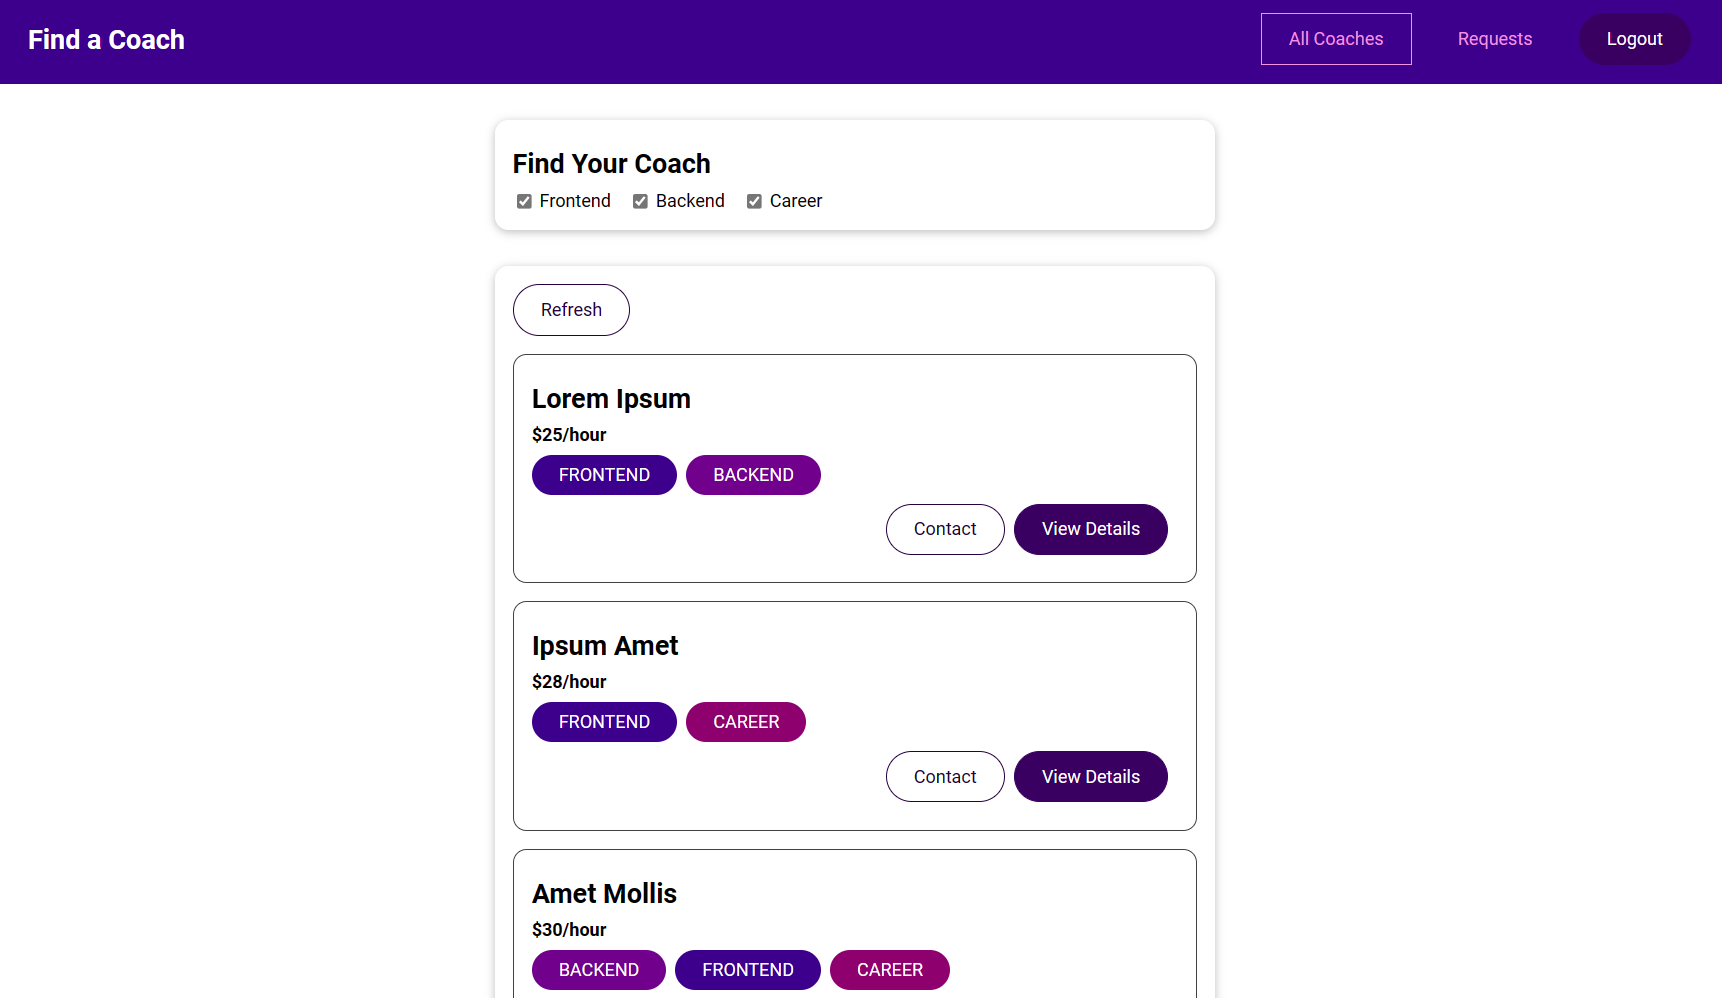 Find a Coach All Coaches Requests Logout
Find Your Coach
Frontend Backend Career
Refresh
Lorem Ipsum
$25/hour
FRONTEND BACKEND
Contact View Details
Ipsum Amet
$28/hour
FRONTEND CAREER
Contact View Details
Amet Mollis
$30/hour
BACKEND FRONTEND CAREER